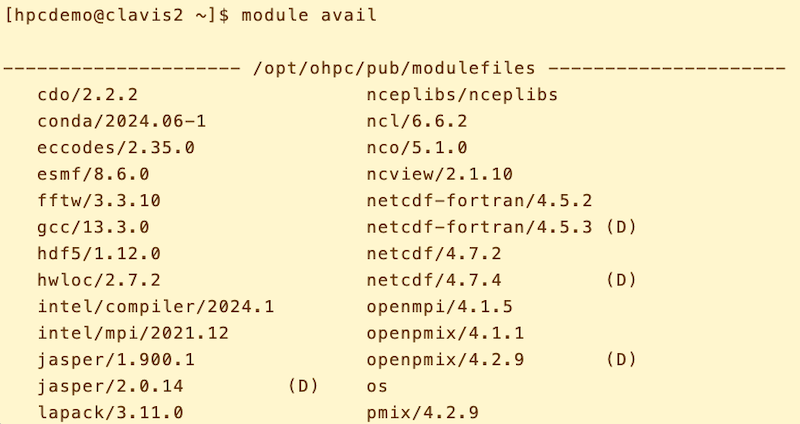 [hpcdemo@clavis2 ~]$ module avail
--------------------- /opt/ohpc/pub/modulefiles ---------------------
cdo/2.2.2 nceplibs/nceplibs
conda/2024.06-1 ncl/6.6.2
eccodes/2.35.0 nco/5.1.0
esmf/8.6.0 ncview/2.1.10
fftw/3.3.10 netcdf-fortran/4.5.2
gcc/13.3.0 netcdf-fortran/4.5.3 (D)
hdf5/1.12.0 netcdf/4.7.2
hwloc/2.7.2 netcdf/4.7.4 (D)
intel/compiler/2024.1 openmpi/4.1.5
intel/mpi/2021.12 openpmix/4.1.1
jasper/1.900.1 openpmix/4.2.9 (D)
jasper/2.0.14 (D) os
lapack/3.11.0 pmix/4.2.9